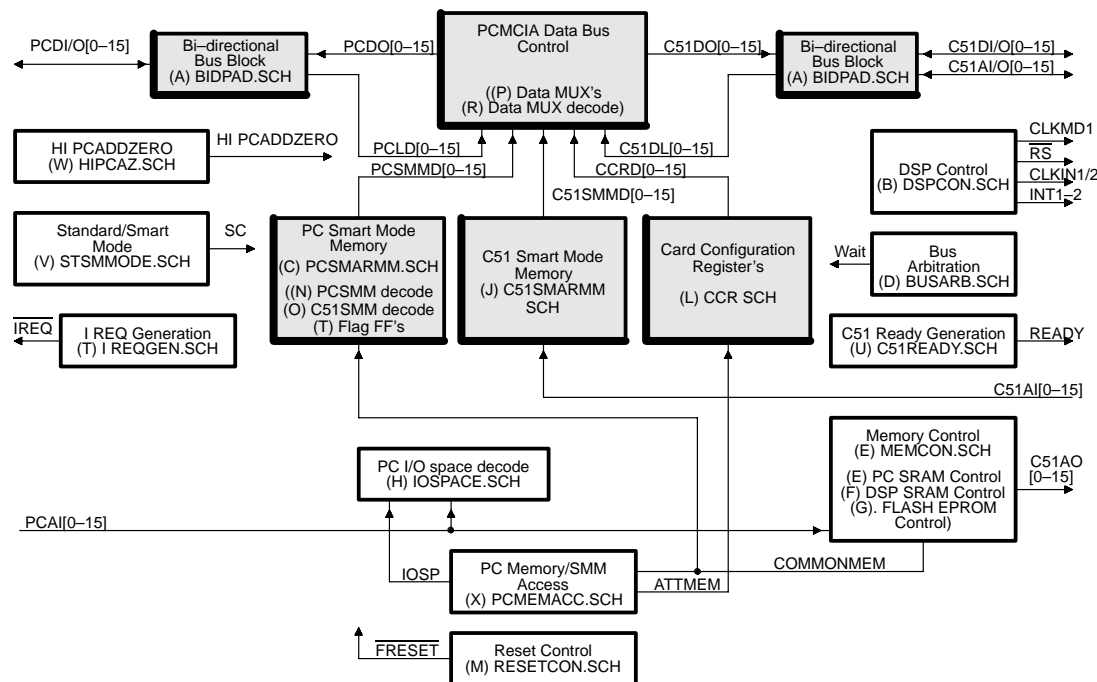 PCDI/O[0–15]
Bi–directional
Bus Block
(A) BIDPAD.SCH
PCDO[0–15]
PCMCIA Data Bus
Control
((P) Data MUX's
(R) Data MUX decode)
C51DO[0–15]
Bi–directional
Bus Block
(A) BIDPAD.SCH
C51DI/O[0–15]
C51AI/O[0–15]
HI PCADDZERO
(W) HIPCAZ.SCH
HI PCADDZERO
PCLD[0–15]
C51DL[0–15]
PCSMMD[0–15]
CCRD[0–15]
C51SMMD[0–15]
DSP Control
(B) DSPCON.SCH
CLKMD1
RS
CLKIN1/2
INT1–2
Standard/Smart
Mode
(V) STSMMODE.SCH
SC
PC Smart Mode
Memory
(C) PCSMARMM.SCH
((N) PCSMM decode
(O) C51SMM decode
(T) Flag FF's
C51 Smart Mode
Memory
(J) C51SMARMM
SCH
Card Configuration
Register's
(L) CCR SCH
Wait
Bus
Arbitration
(D) BUSARB.SCH
IREQ
I REQ Generation
(T) I REQGEN.SCH
C51 Ready Generation
(U) C51READY.SCH
READY
C51AI[0–15]
PC I/O space decode
(H) IOSPACE.SCH
Memory Control
(E) MEMCON.SCH
(E) PC SRAM Control
(F) DSP SRAM Control
(G). FLASH EPROM
Control)
C51AO
[0–15]
PCAI[0–15]
IOSP
PC Memory/SMM
Access
(X) PCMEMACC.SCH
COMMONMEM
ATTMEM
FRESET
Reset Control
(M) RESETCON.SCH